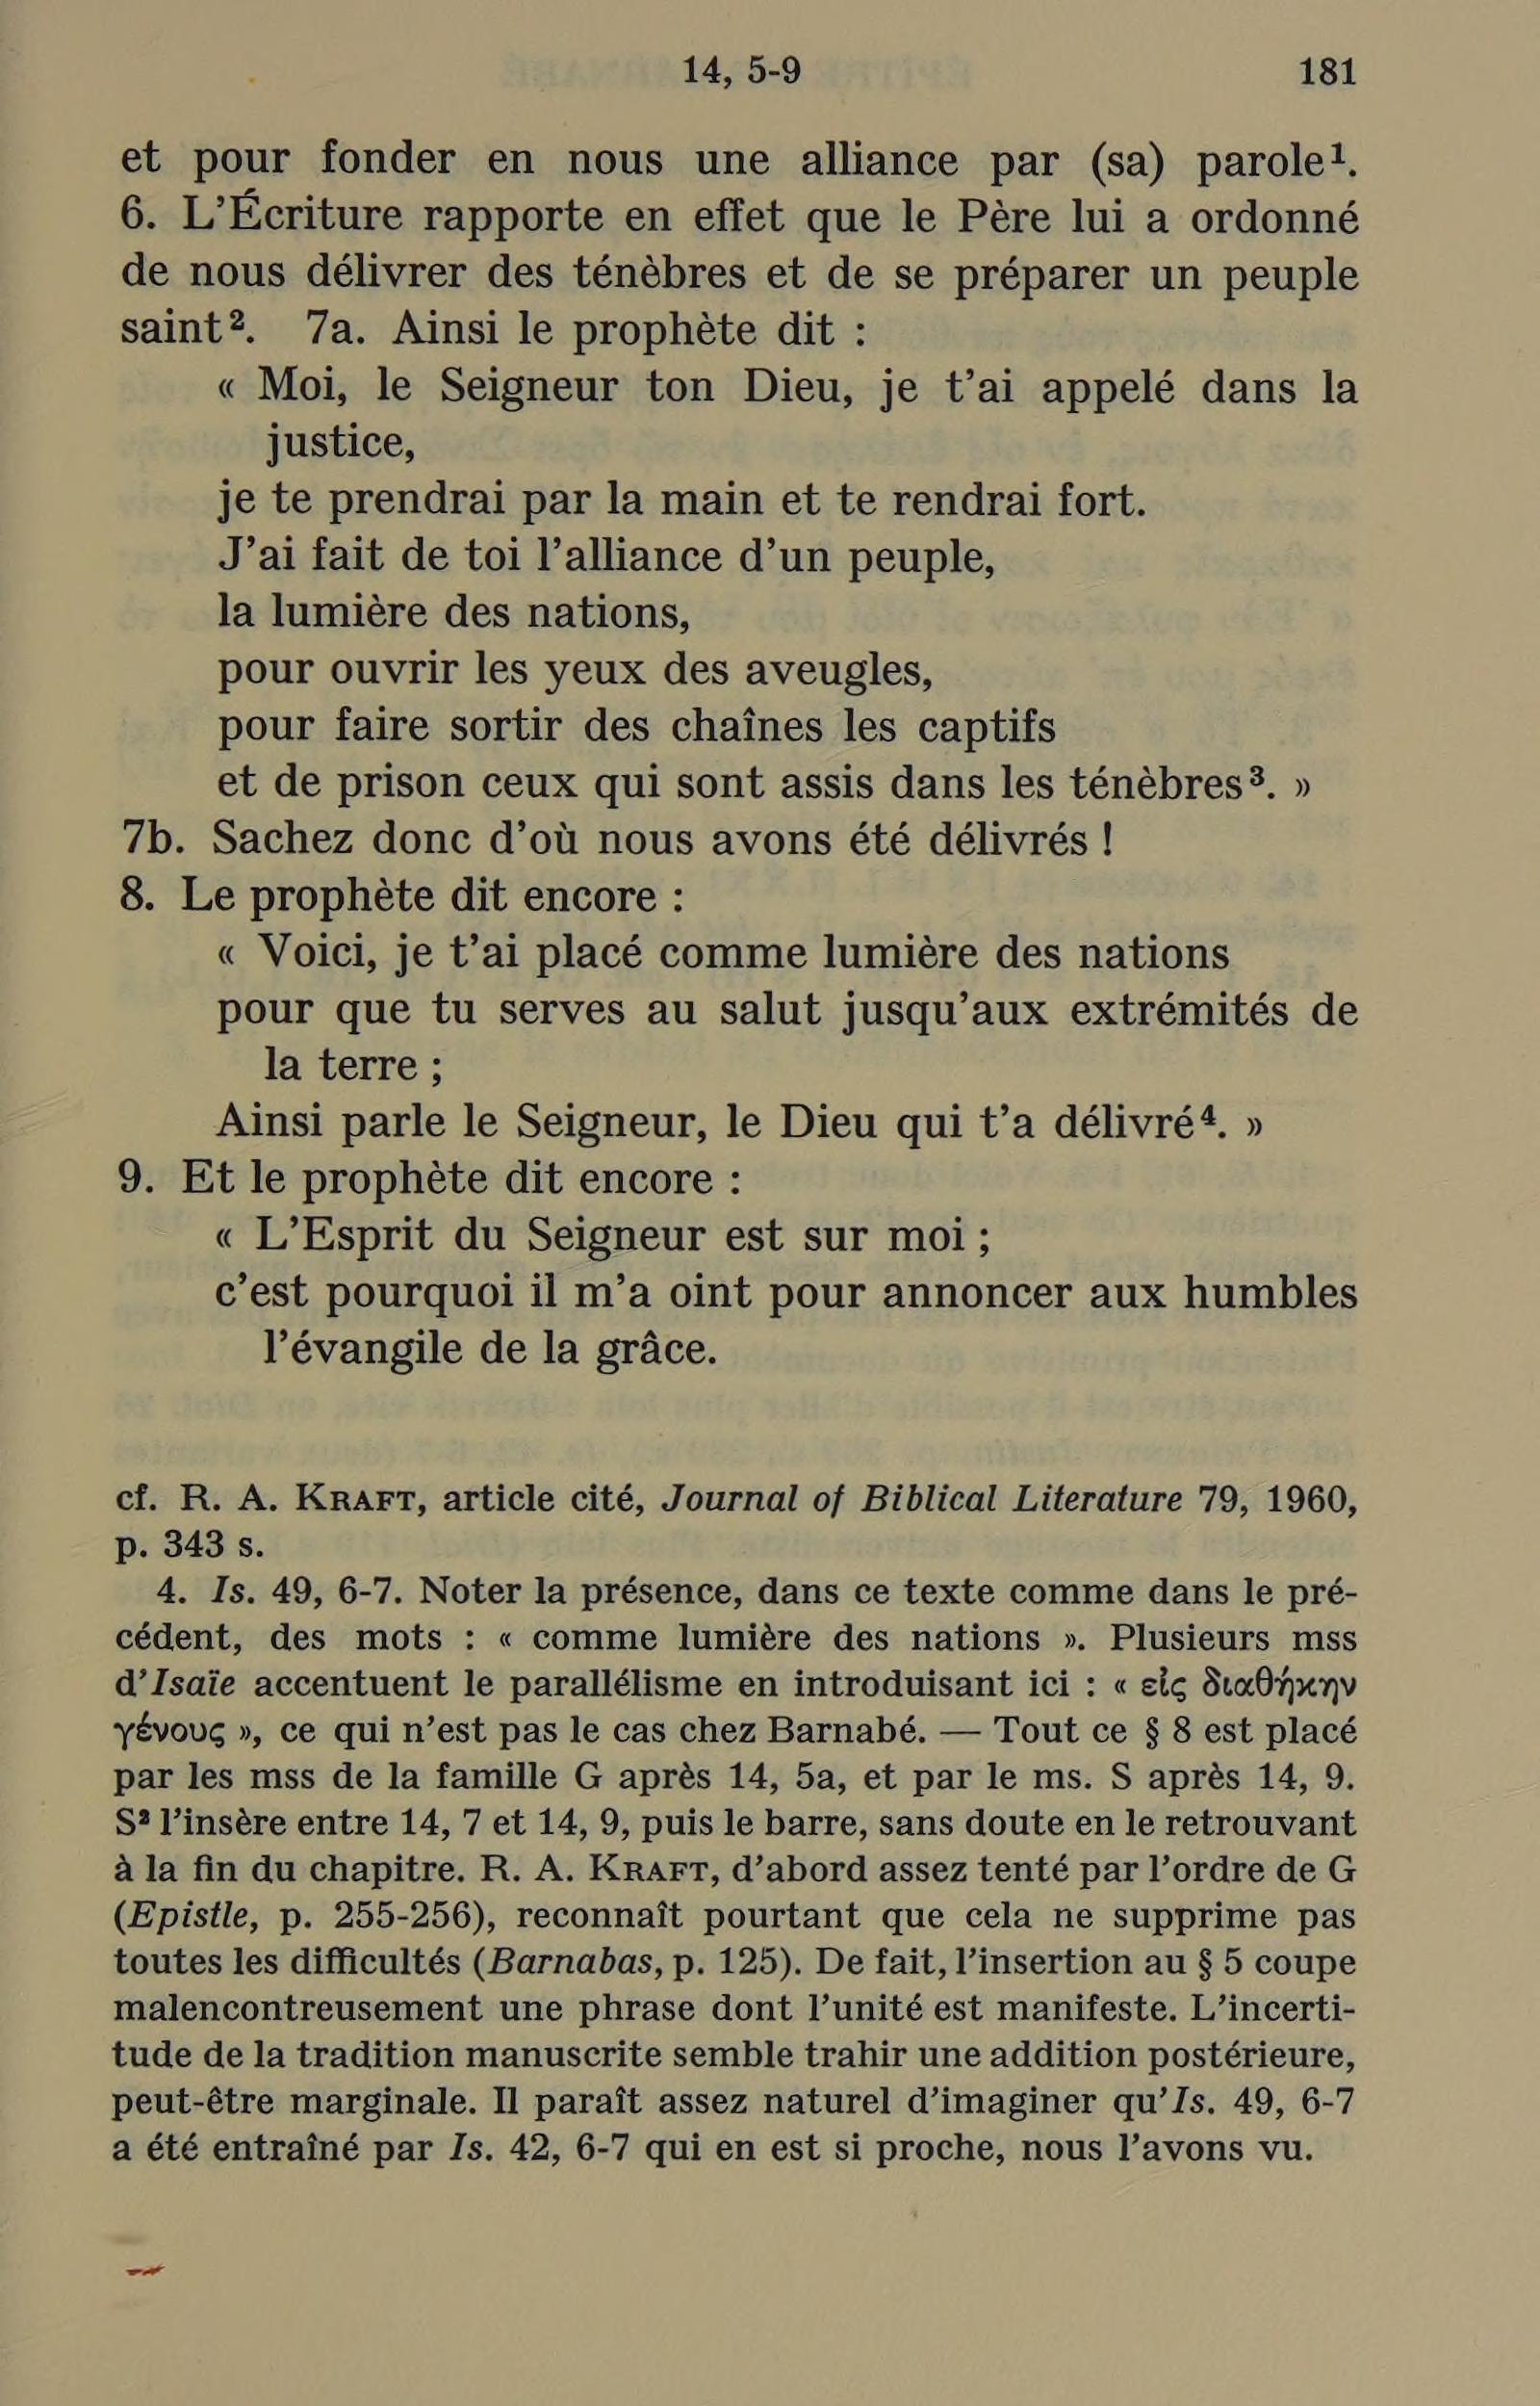 14, 5-9 181
et pour fonder en nous une alliance par (sa) parole¹.
6. L’Écriture rapporte en effet que le Père lui a ordonné
de nous délivrer des ténèbres et de se préparer un peuple
saint². 7a. Ainsi le prophète dit :
« Moi, le Seigneur ton Dieu, je t’ai appelé dans la
justice,
je te prendrai par la main et te rendrai fort.
J’ai fait de toi l’alliance d’un peuple,
la lumière des nations,
pour ouvrir les yeux des aveugles,
pour faire sortir des chaînes les captifs
et de prison ceux qui sont assis dans les ténèbres³. »
7b. Sachez donc d’où nous avons été délivrés !
8. Le prophète dit encore :
« Voici, je t’ai placé comme lumière des nations
pour que tu serves au salut jusqu’aux extrémités de
la terre ;
Ainsi parle le Seigneur, le Dieu qui t’a délivré⁴. »
9. Et le prophète dit encore :
« L’Esprit du Seigneur est sur moi ;
c’est pourquoi il m’a oint pour annoncer aux humbles
l’évangile de la grâce.
cf. R. A. KRAFT, article cité, Journal of Biblical Literature 79, 1960,
p. 343 s.
4. Is. 49, 6-7. Noter la présence, dans ce texte comme dans le pré-
cédent, des mots : « comme lumière des nations ». Plusieurs mss
d’Isaïe accentuent le parallélisme en introduisant ici : « εἰς διαθήκην
γένους », ce qui n’est pas le cas chez Barnabé. — Tout ce § 8 est placé
par les mss de la famille G après 14, 5a, et par le ms. S après 14, 9.
S² l’insère entre 14, 7 et 14, 9, puis le barre, sans doute en le retrouvant
à la fin du chapitre. R. A. KRAFT, d’abord assez tenté par l’ordre de G
(Epistle, p. 255-256), reconnaît pourtant que cela ne supprime pas
toutes les difficultés (Barnabas, p. 125). De fait, l’insertion au § 5 coupe
malencontreusement une phrase dont l’unité est manifeste. L’incerti-
tude de la tradition manuscrite semble trahir une addition postérieure,
peut-être marginale. Il paraît assez naturel d’imaginer qu’Is. 49, 6-7
a été entraîné par Is. 42, 6-7 qui en est si proche, nous l’avons vu.